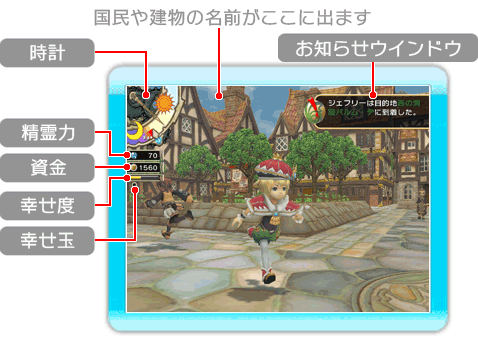 国民や建物の名前がここに出ます
お知らせウインドウ
時計
ジェフリーは目的地
に到着した。
精霊力
70
資金
1560
幸せ度
幸せ玉